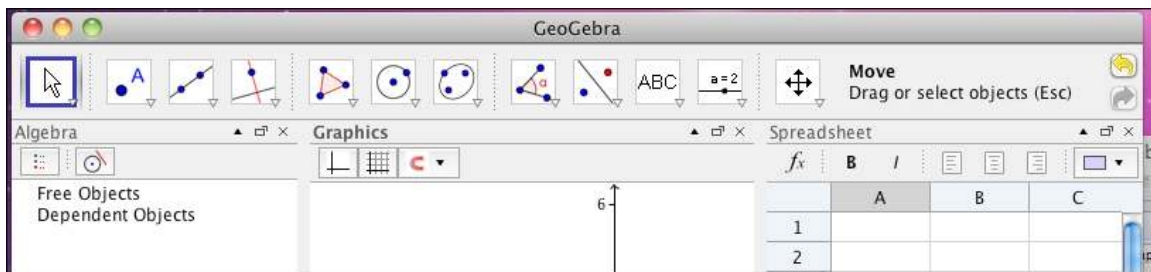 GeoGebra
A
α
ABC
a=2
Move
Drag or select objects (Esc)
Algebra
Graphics
Spreadsheet
fx B I
Free Objects
Dependent Objects
6
A B C
1
2